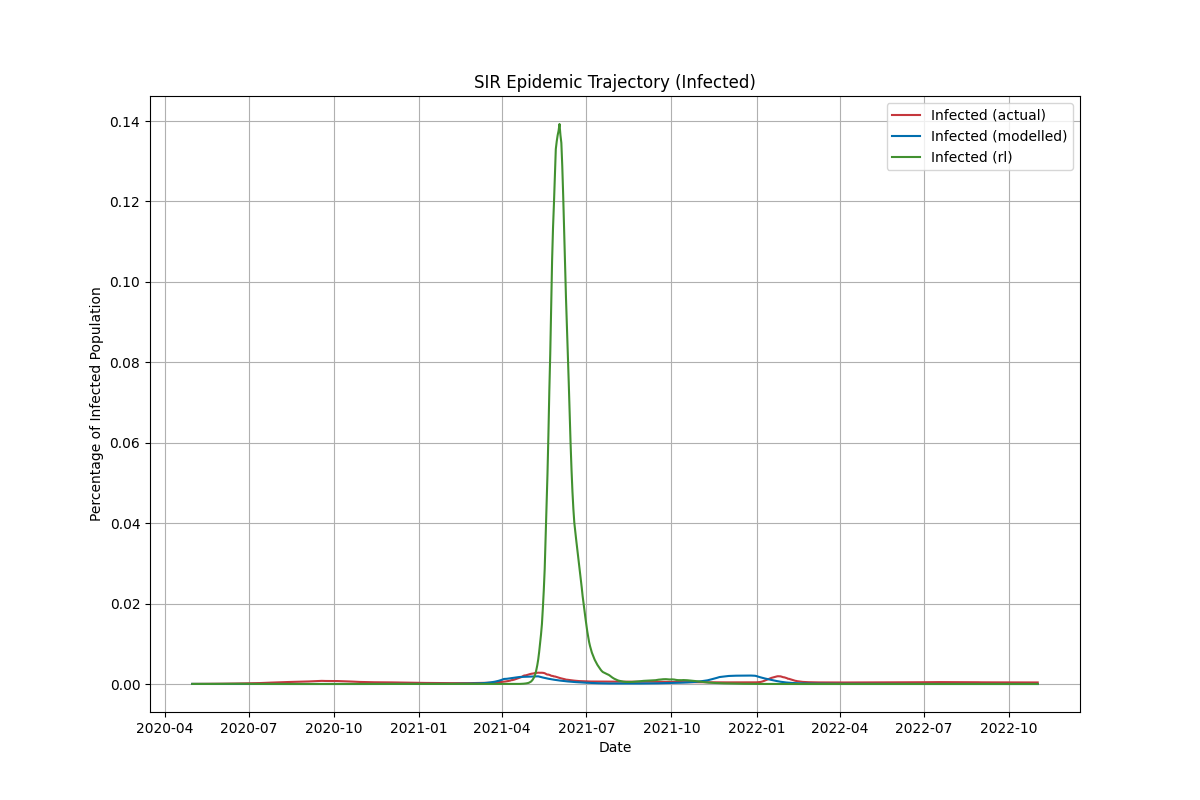 SIR Epidemic Trajectory (Infected)
Infected (actual)
Infected (modelled)
Infected (rl)
Percentage of Infected Population
0.14
0.12
0.10
0.08
0.06
0.04
0.02
0.00
2020-04 2020-07 2020-10 2021-01 2021-04 2021-07 2021-10 2022-01 2022-04 2022-07 2022-10
Date